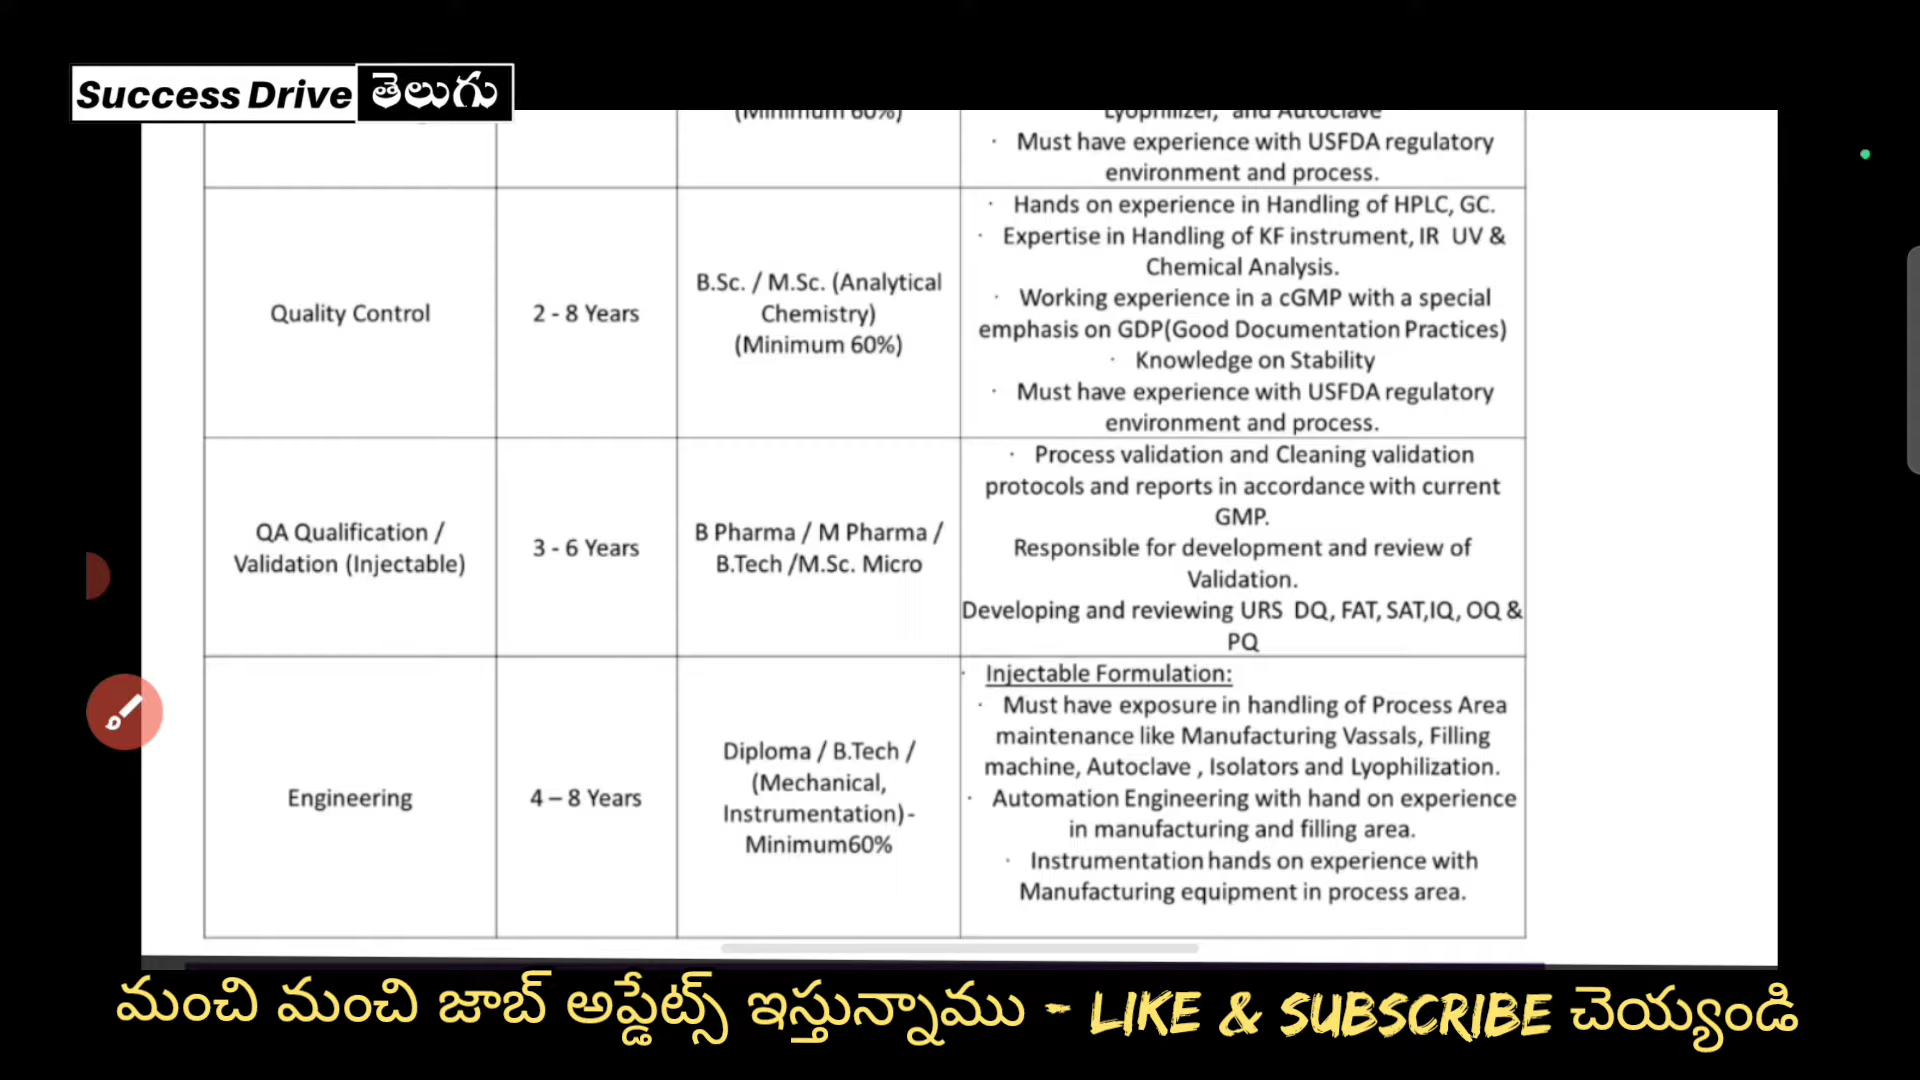 Success Drive తెలుగు
(Minimum 60%)
Lyophilizer, and Autoclave
· Must have experience with USFDA regulatory
environment and process.
Quality Control
2 - 8 Years
B.Sc. / M.Sc. (Analytical
Chemistry)
(Minimum 60%)
· Hands on experience in Handling of HPLC, GC.
· Expertise in Handling of KF instrument, IR UV &
Chemical Analysis.
· Working experience in a cGMP with a special
emphasis on GDP(Good Documentation Practices)
· Knowledge on Stability
· Must have experience with USFDA regulatory
environment and process.
QA Qualification /
Validation (Injectable)
3 - 6 Years
B Pharma / M Pharma /
B.Tech /M.Sc. Micro
· Process validation and Cleaning validation
protocols and reports in accordance with current
GMP.
Responsible for development and review of
Validation.
Developing and reviewing URS DQ, FAT, SAT,IQ, OQ &
PQ
Engineering
4 – 8 Years
Diploma / B.Tech /
(Mechanical,
Instrumentation)-
Minimum60%
· Injectable Formulation:
· Must have exposure in handling of Process Area
maintenance like Manufacturing Vassals, Filling
machine, Autoclave , Isolators and Lyophilization.
· Automation Engineering with hand on experience
in manufacturing and filling area.
· Instrumentation hands on experience with
Manufacturing equipment in process area.
మంచి మంచి జాబ్ అప్డేట్స్ ఇస్తున్నాము - LIKE & SUBSCRIBE చెయ్యండి